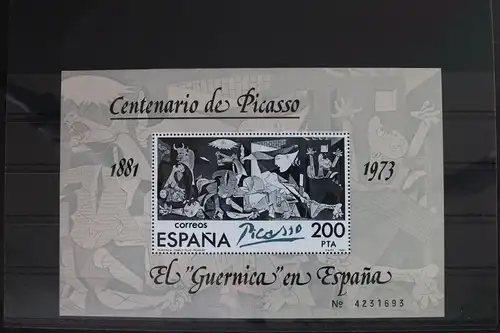 Centenario de Picasso
1881
1973
correos
ESPAÑA
Picasso
200
PTA
El "Guernica" en España
Nº 4231693